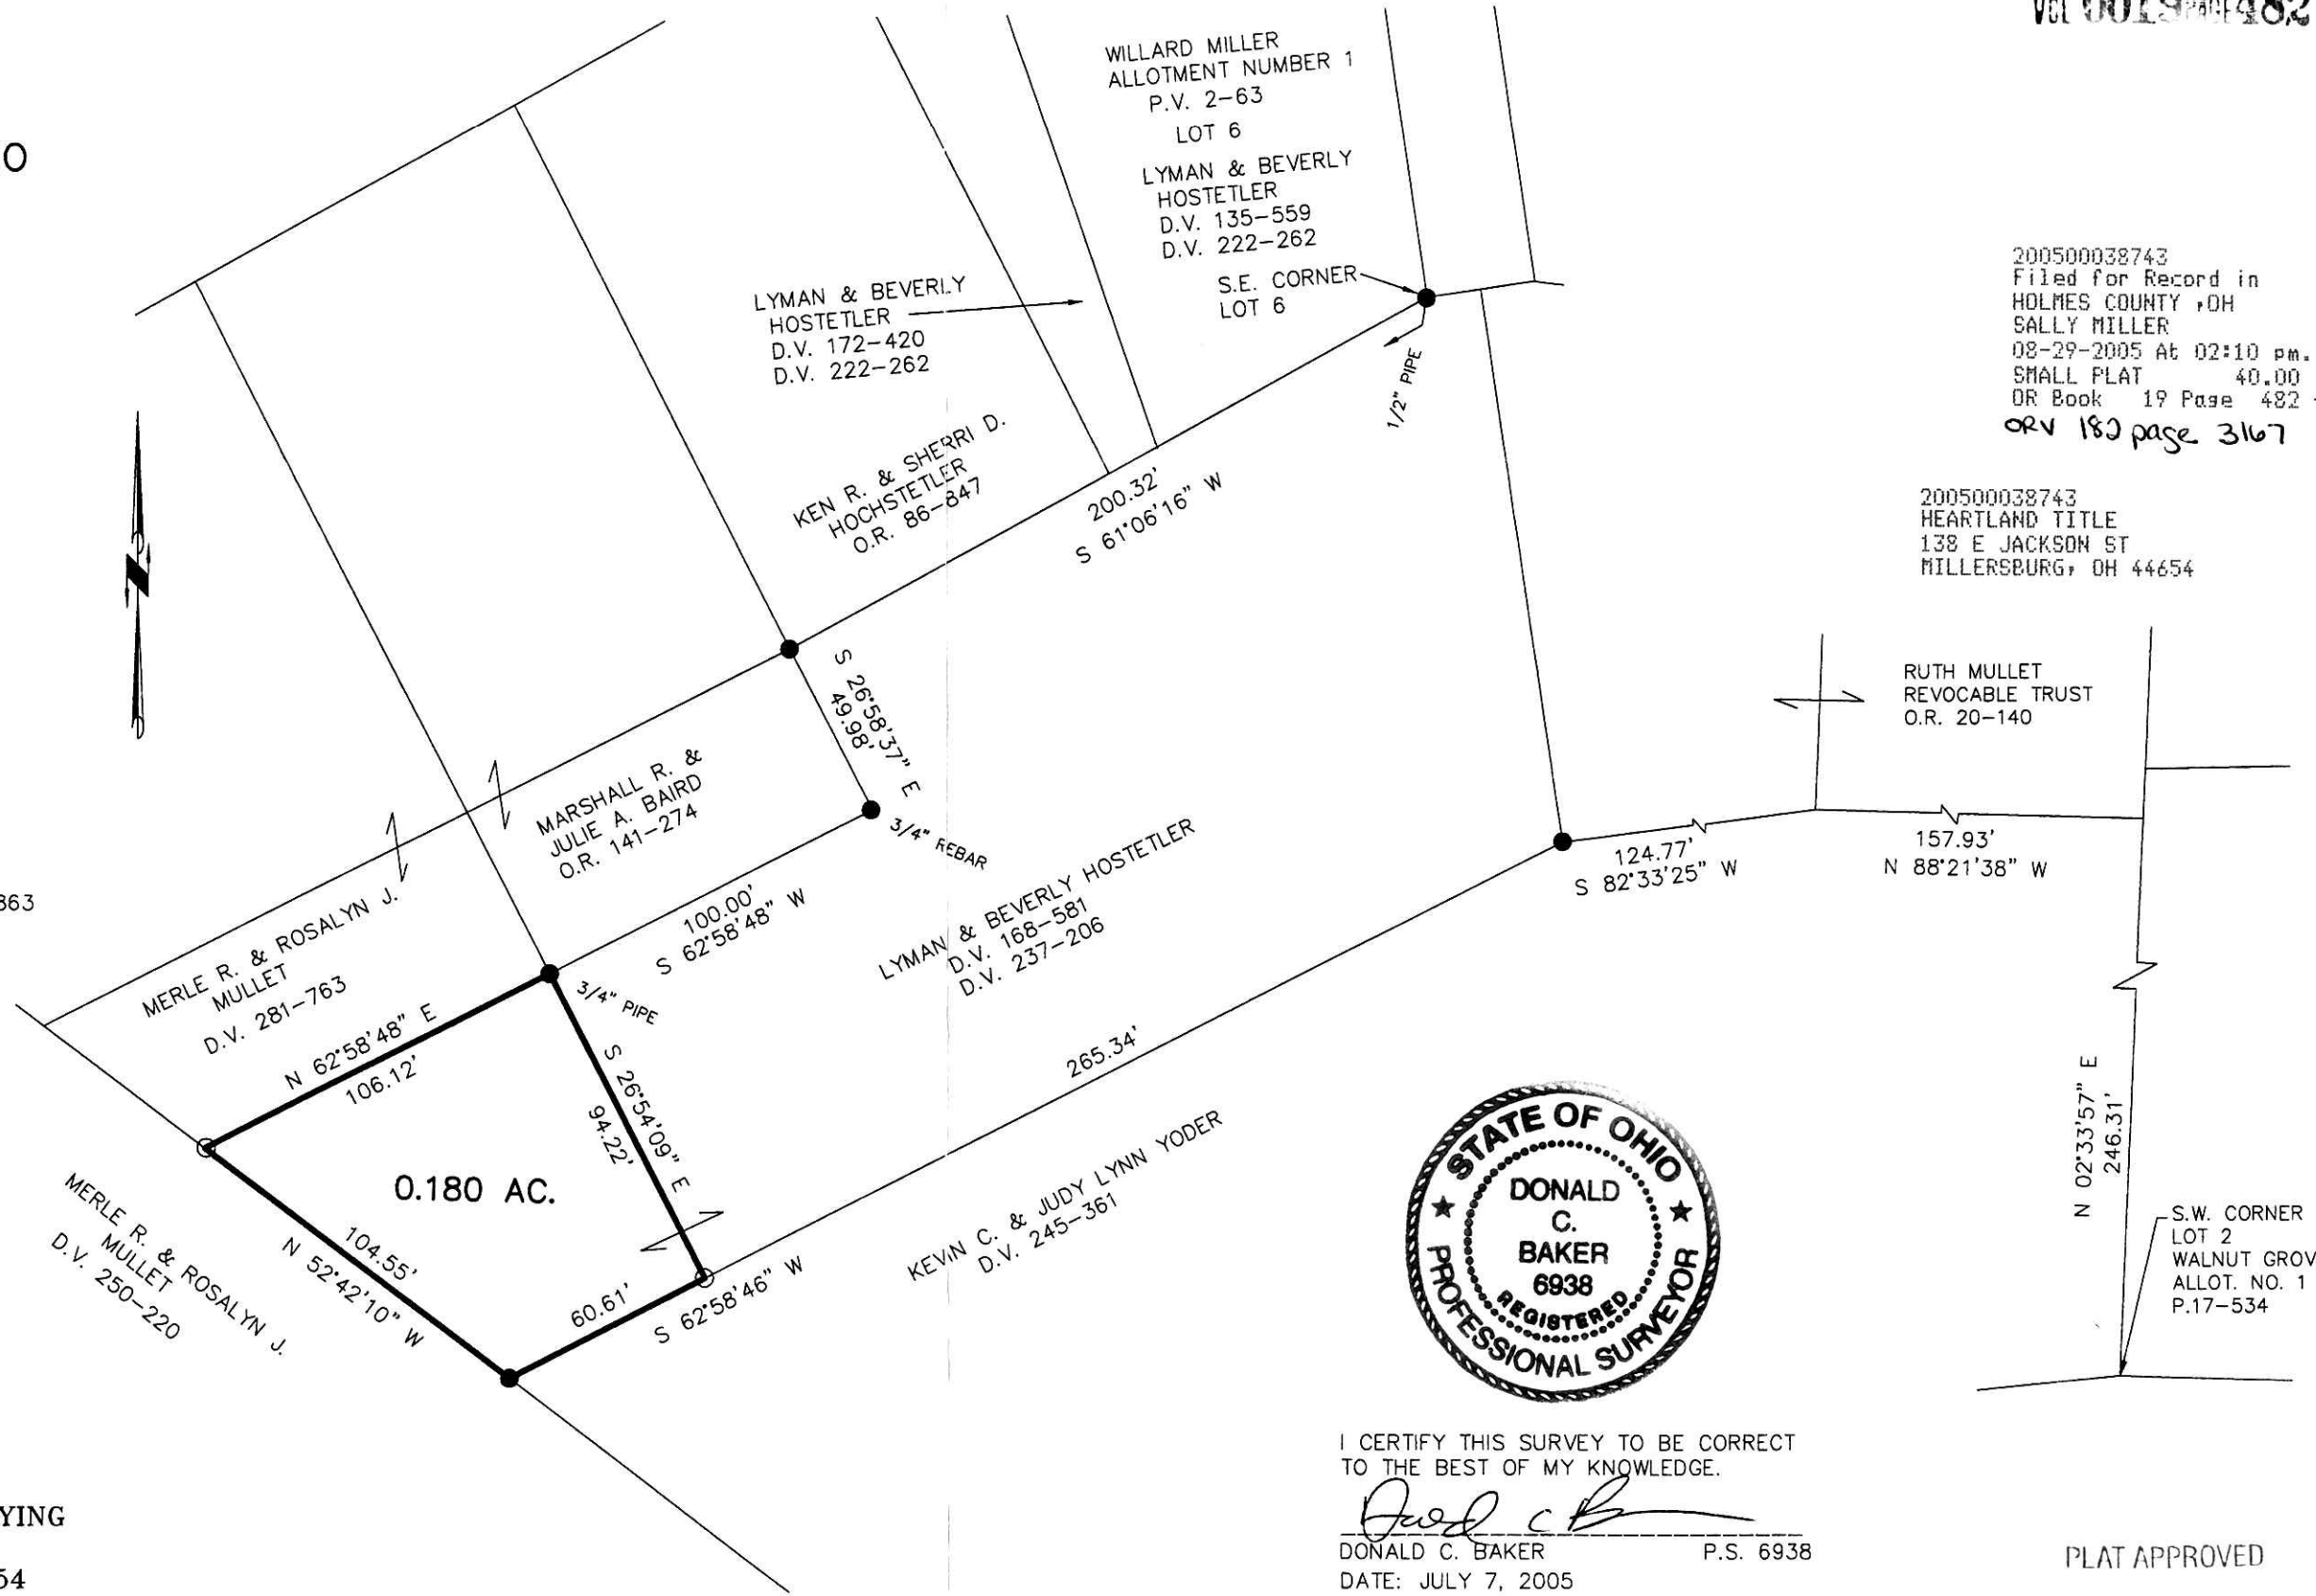 VOL 0019 PAGE 482
O
WILLARD MILLER
ALLOTMENT NUMBER 1
P.V. 2-63
LOT 6
LYMAN & BEVERLY
HOSTETLER
D.V. 135-559
D.V. 222-262
S.E. CORNER
LOT 6
1/2" PIPE
LYMAN & BEVERLY
HOSTETLER
D.V. 172-420
D.V. 222-262
200500038743
Filed for Record in
HOLMES COUNTY ,OH
SALLY MILLER
08-29-2005 At 02:10 pm.
SMALL PLAT 40.00
OR Book 19 Page 482 -
ORV 182 page 3167
200500038743
HEARTLAND TITLE
138 E JACKSON ST
MILLERSBURG, OH 44654
KEN R. & SHERRI D.
HOCHSTETLER
O.R. 86-847
200.32'
S 61°06'16" W
S 26°58'37" E
49.98'
RUTH MULLET
REVOCABLE TRUST
O.R. 20-140
MARSHALL R. &
JULIE A. BAIRD
O.R. 141-274
3/4" REBAR
100.00'
S 62°58'48" W
LYMAN & BEVERLY HOSTETLER
D.V. 168-581
D.V. 237-206
124.77'
S 82°33'25" W
157.93'
N 88°21'38" W
863
MERLE R. & ROSALYN J.
MULLET
D.V. 281-763
3/4" PIPE
N 62°58'48" E
106.12'
S 26°54'09" E
94.22'
265.34'
0.180 AC.
N 02°33'57" E
246.31'
MERLE R. & ROSALYN J.
MULLET
D.V. 250-220
104.55'
N 52°42'10" W
60.61'
S 62°58'46" W
KEVIN C. & JUDY LYNN YODER
D.V. 245-361
STATE OF OHIO
DONALD
C.
BAKER
6938
REGISTERED
PROFESSIONAL SURVEYOR
S.W. CORNER
LOT 2
WALNUT GROV
ALLOT. NO. 1
P.17-534
I CERTIFY THIS SURVEY TO BE CORRECT
TO THE BEST OF MY KNOWLEDGE.
DONALD C. BAKER P.S. 6938
DATE: JULY 7, 2005
YING
54
PLAT APPROVED